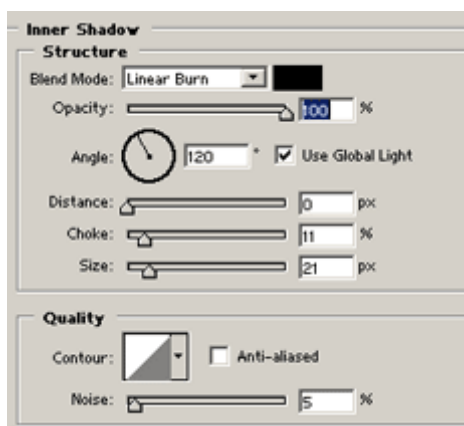 Inner Shadow
Structure
Blend Mode: Linear Burn
Opacity: 100 %
Angle: 120 ° Use Global Light
Distance: 0 px
Choke: 11 %
Size: 21 px
Quality
Contour: Anti-aliased
Noise: 5 %